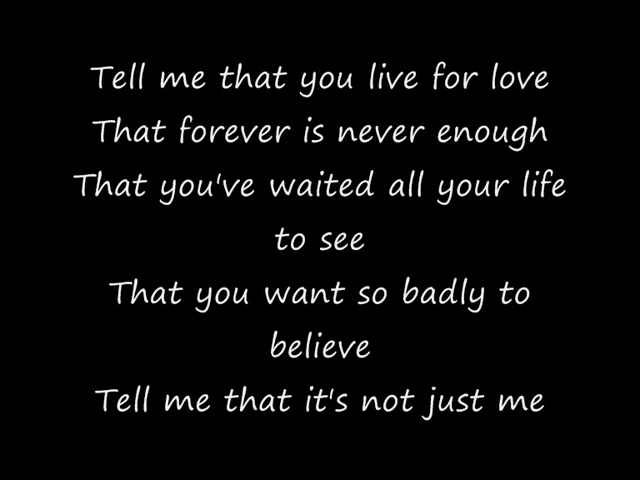 Tell me that you live for love
That forever is never enough
That you've waited all your life
to see
That you want so badly to
believe
Tell me that it's not just me